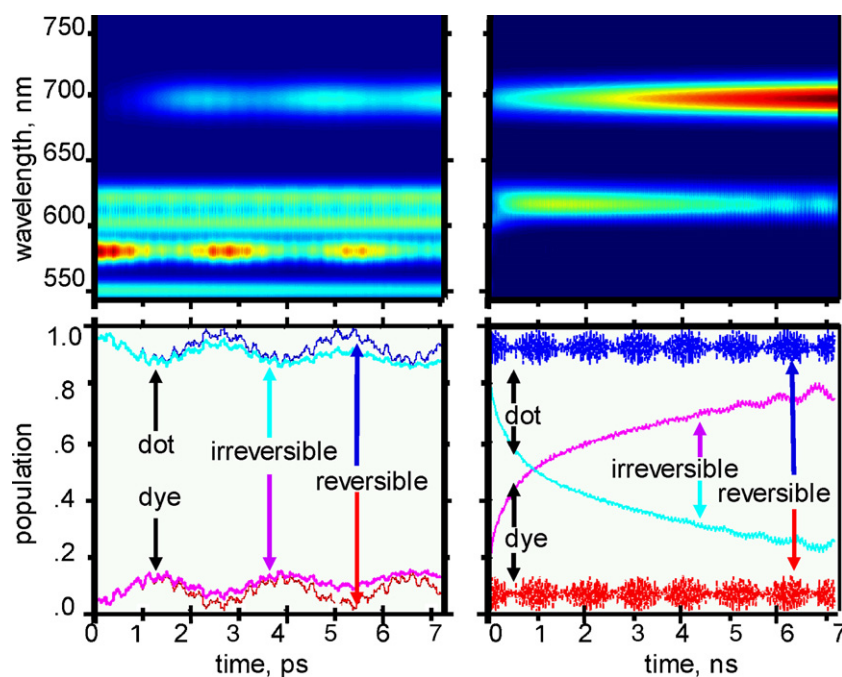 750
700
650
600
550
wavelength, nm
1.0
.8
.6
.4
.2
.0
population
dot
dye
irreversible
reversible
0 1 2 3 4 5 6 7
time, ps
dot
dye
irreversible
reversible
0 1 2 3 4 5 6 7
time, ns